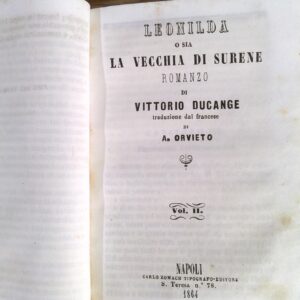 LEONILDA
O SIA
LA VECCHIA DI SURENE
ROMANZO
DI
VITTORIO DUCANGE
traduzione dal francese
DI
A. ORVIETO
Vol. II.
NAPOLI
CARLO ROMACH TIPOGRAFO-EDITORE
S. Teresa n.° 76.
1864